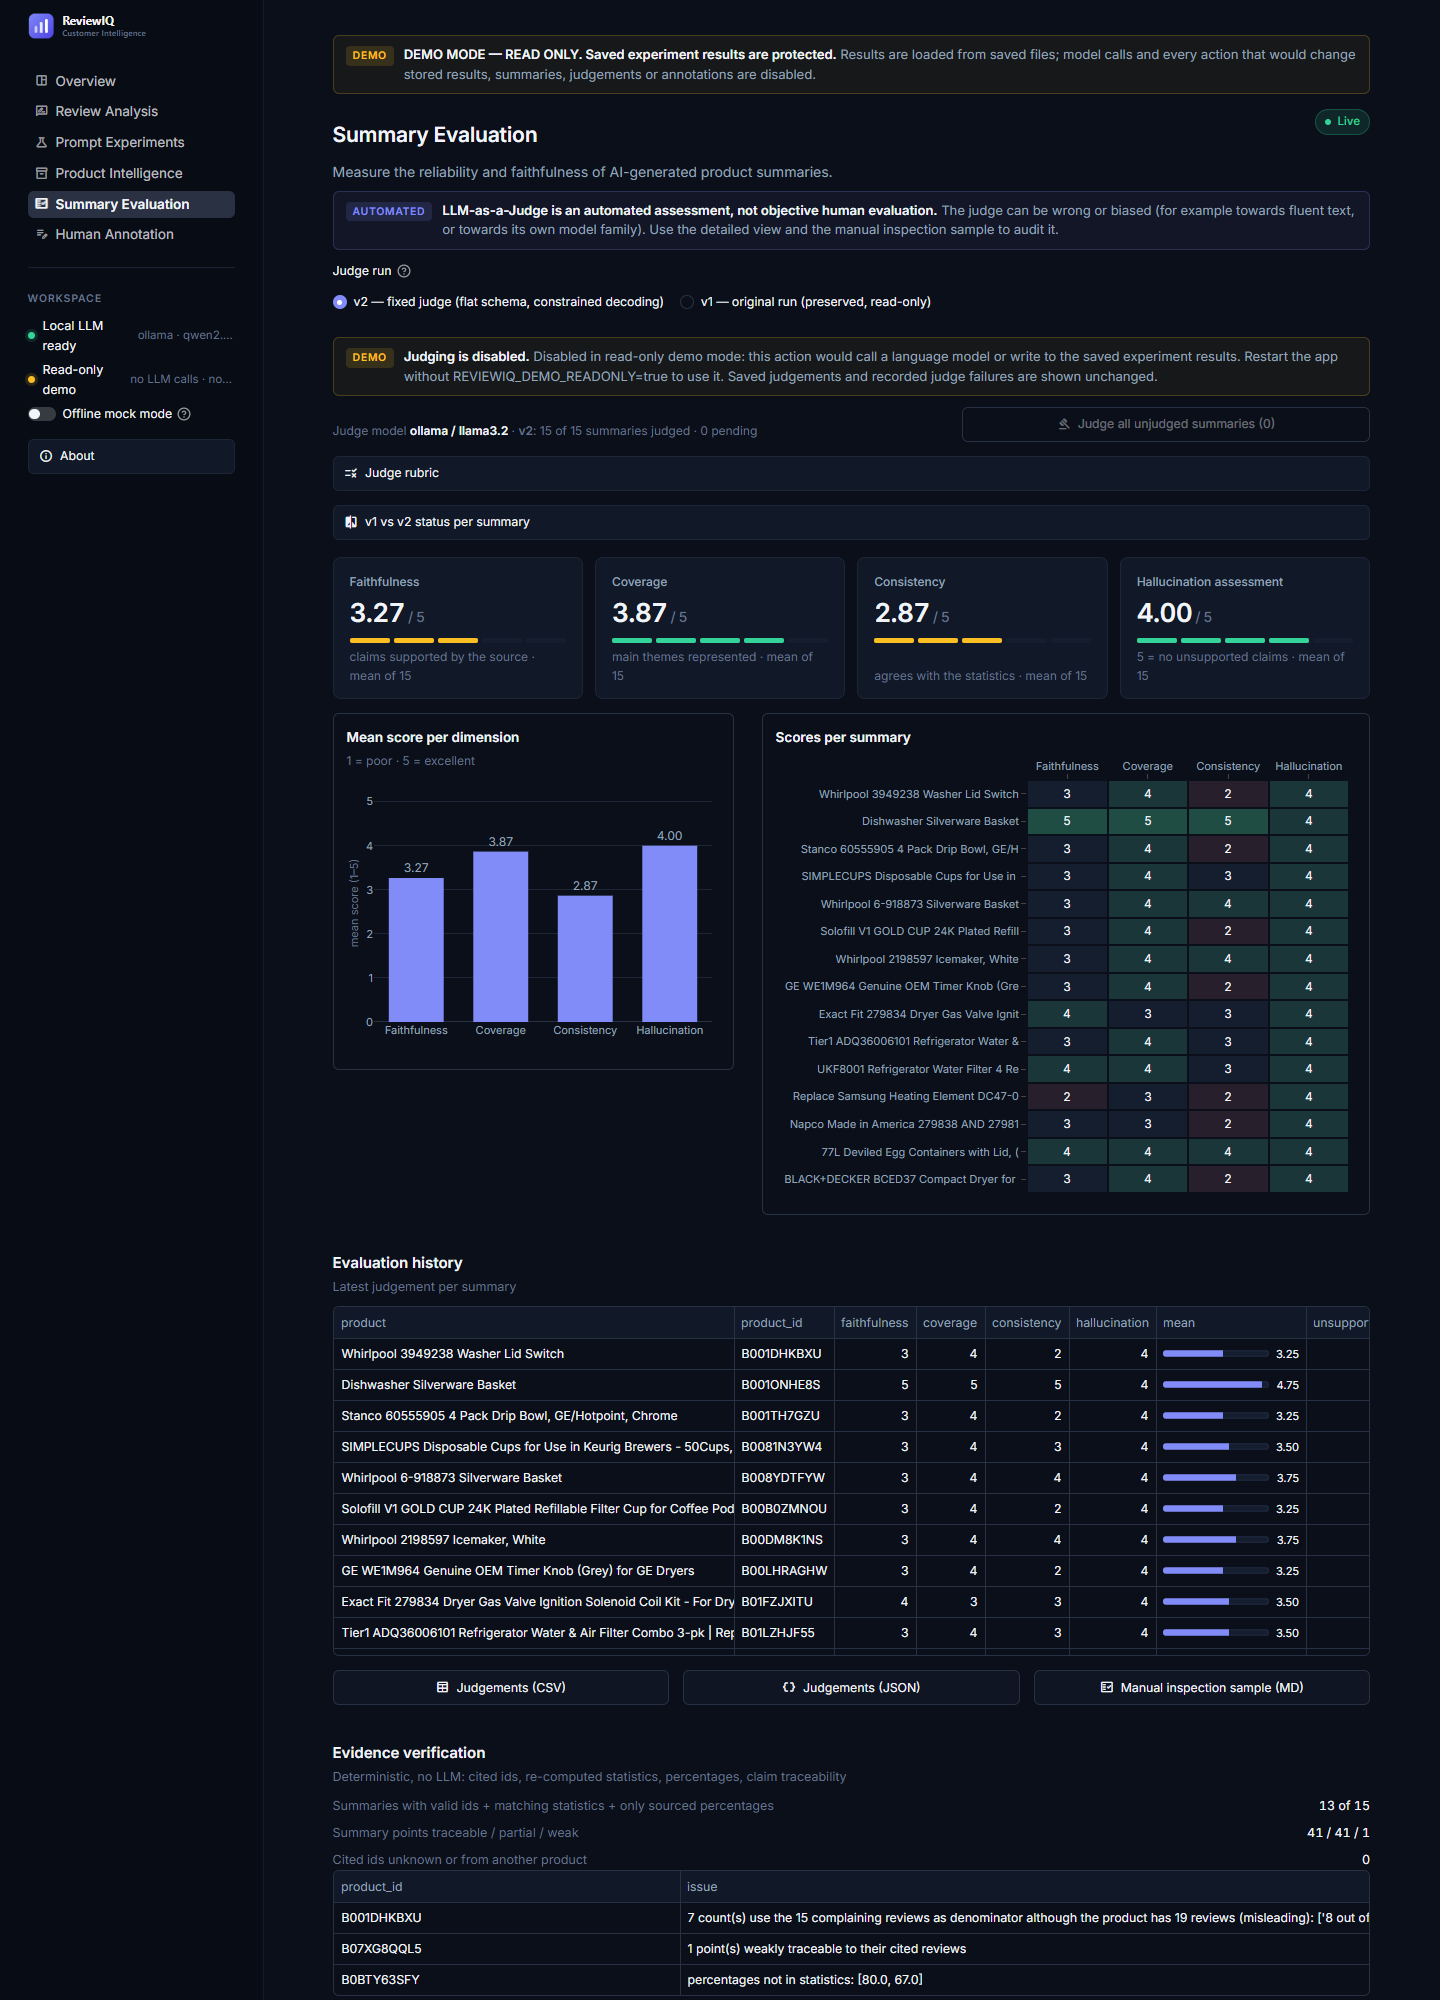 ReviewIQ
Customer Intelligence
Overview
Review Analysis
Prompt Experiments
Product Intelligence
Summary Evaluation
Human Annotation
WORKSPACE
Local LLM
ready
ollama · qwen2....
Read-only
demo
no LLM calls · no...
Offline mock mode
About
DEMO
DEMO MODE — READ ONLY. Saved experiment results are protected. Results are loaded from saved files; model calls and every action that would change
stored results, summaries, judgements or annotations are disabled.
Live
Summary Evaluation
Measure the reliability and faithfulness of AI-generated product summaries.
AUTOMATED
LLM-as-a-Judge is an automated assessment, not objective human evaluation. The judge can be wrong or biased (for example towards fluent text,
or towards its own model family). Use the detailed view and the manual inspection sample to audit it.
Judge run
v2 — fixed judge (flat schema, constrained decoding)
v1 — original run (preserved, read-only)
DEMO
Judging is disabled. Disabled in read-only demo mode: this action would call a language model or write to the saved experiment results. Restart the app
without REVIEWIQ_DEMO_READONLY=true to use it. Saved judgements and recorded judge failures are shown unchanged.
Judge model ollama / llama3.2 · v2: 15 of 15 summaries judged · 0 pending
Judge all unjudged summaries (0)
Judge rubric
v1 vs v2 status per summary
Faithfulness
3.27 / 5
claims supported by the source ·
mean of 15
Coverage
3.87 / 5
main themes represented · mean of
15
Consistency
2.87 / 5
agrees with the statistics · mean of 15
Hallucination assessment
4.00 / 5
5 = no unsupported claims · mean of
15
Mean score per dimension
1 = poor · 5 = excellent
mean score (1–5)
5
4
3
2
1
0
3.27
3.87
2.87
4.00
Faithfulness
Coverage
Consistency
Hallucination
Scores per summary
Faithfulness Coverage Consistency Hallucination
Whirlpool 3949238 Washer Lid Switch 3 4 2 4
Dishwasher Silverware Basket 5 5 5 4
Stanco 60555905 4 Pack Drip Bowl, GE/H 3 4 2 4
SIMPLECUPS Disposable Cups for Use in 3 4 3 4
Whirlpool 6-918873 Silverware Basket 3 4 4 4
Solofill V1 GOLD CUP 24K Plated Refill 3 4 2 4
Whirlpool 2198597 Icemaker, White 3 4 4 4
GE WE1M964 Genuine OEM Timer Knob (Gre 3 4 2 4
Exact Fit 279834 Dryer Gas Valve Ignit 4 3 3 4
Tier1 ADQ36006101 Refrigerator Water & 3 4 3 4
UKF8001 Refrigerator Water Filter 4 Re 4 4 3 4
Replace Samsung Heating Element DC47-0 2 3 2 4
Napco Made in America 279838 AND 27981 3 3 2 4
77L Deviled Egg Containers with Lid, ( 4 4 4 4
BLACK+DECKER BCED37 Compact Dryer for 3 4 2 4
Evaluation history
Latest judgement per summary
product product_id faithfulness coverage consistency hallucination mean unsuppor
Whirlpool 3949238 Washer Lid Switch B001DHKBXU 3 4 2 4 3.25
Dishwasher Silverware Basket B001ONHE8S 5 5 5 4 4.75
Stanco 60555905 4 Pack Drip Bowl, GE/Hotpoint, Chrome B001TH7GZU 3 4 2 4 3.25
SIMPLECUPS Disposable Cups for Use in Keurig Brewers - 50Cups, B0081N3YW4 3 4 3 4 3.50
Whirlpool 6-918873 Silverware Basket B008YDTFYW 3 4 4 4 3.75
Solofill V1 GOLD CUP 24K Plated Refillable Filter Cup for Coffee Pod B00B0ZMNOU 3 4 2 4 3.25
Whirlpool 2198597 Icemaker, White B00DM8K1NS 3 4 4 4 3.75
GE WE1M964 Genuine OEM Timer Knob (Grey) for GE Dryers B00LHRAGHW 3 4 2 4 3.25
Exact Fit 279834 Dryer Gas Valve Ignition Solenoid Coil Kit - For Dry B01FZJXITU 4 3 3 4 3.50
Tier1 ADQ36006101 Refrigerator Water & Air Filter Combo 3-pk | Rep B01LZHJF55 3 4 3 4 3.50
Judgements (CSV)
Judgements (JSON)
Manual inspection sample (MD)
Evidence verification
Deterministic, no LLM: cited ids, re-computed statistics, percentages, claim traceability
Summaries with valid ids + matching statistics + only sourced percentages 13 of 15
Summary points traceable / partial / weak 41 / 41 / 1
Cited ids unknown or from another product 0
product_id issue
B001DHKBXU 7 count(s) use the 15 complaining reviews as denominator although the product has 19 reviews (misleading): ['8 out of
B07XG8QQL5 1 point(s) weakly traceable to their cited reviews
B0BTY63SFY percentages not in statistics: [80.0, 67.0]